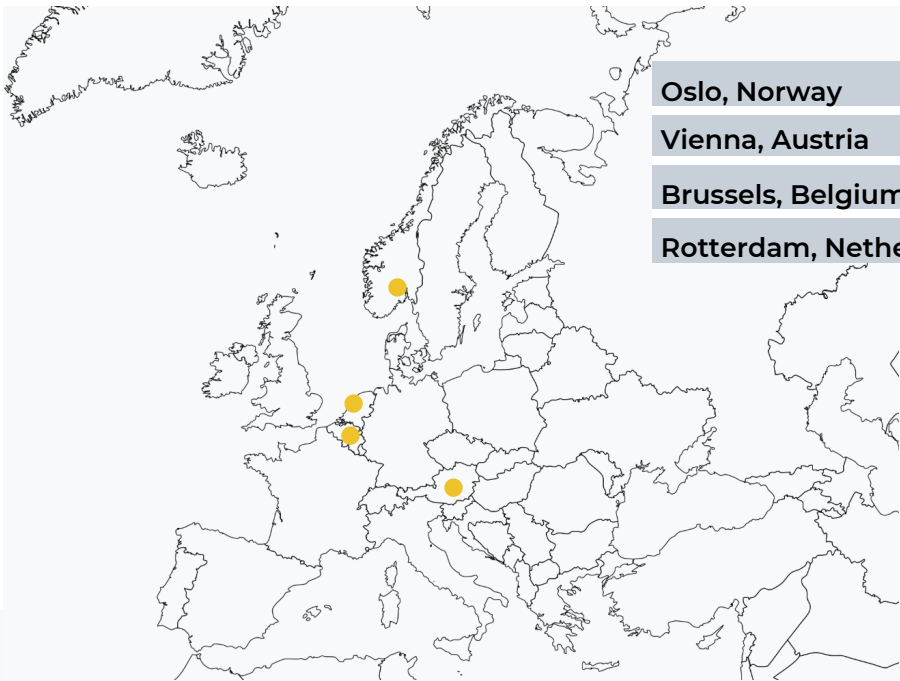 Oslo, Norway
Vienna, Austria
Brussels, Belgium
Rotterdam, Nethe